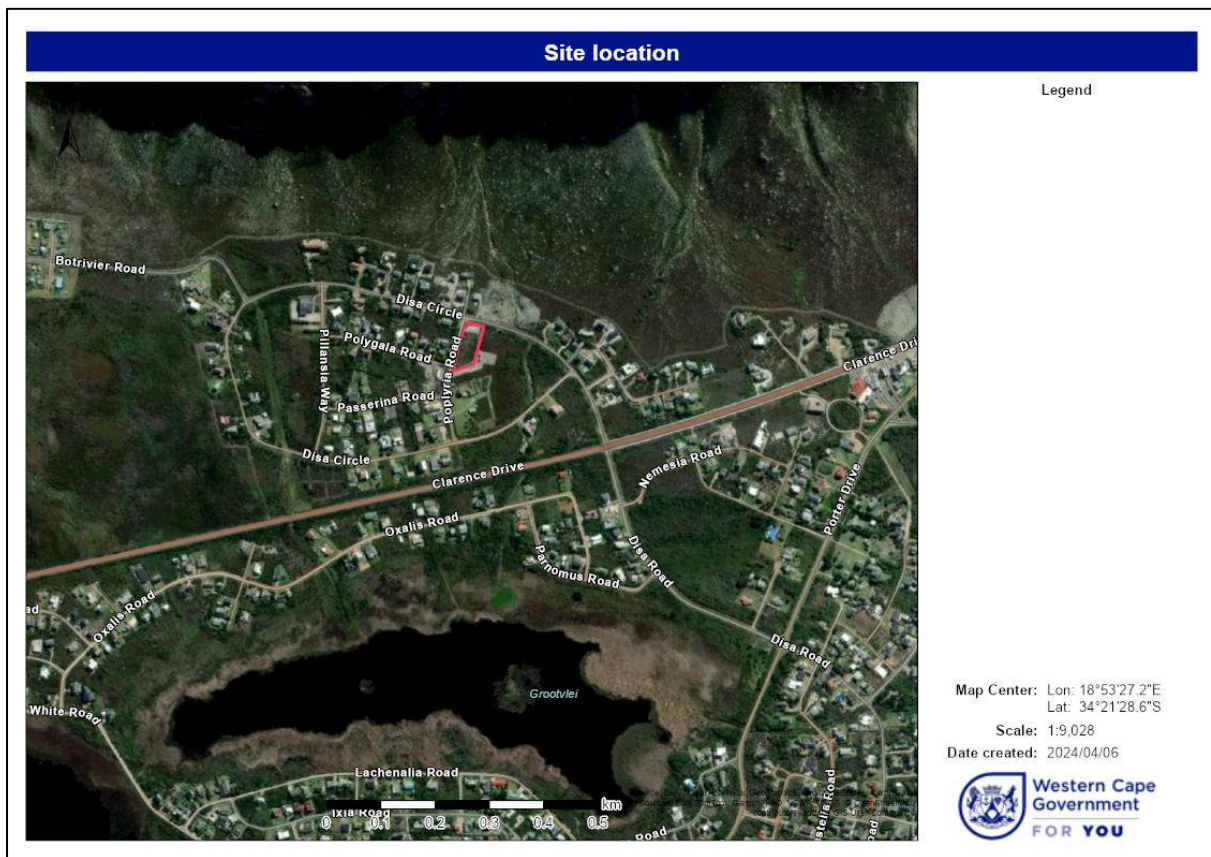 Site location
Legend
Botrivier Road
Disa Circle
Polygala Road
Poplyria Road
Pillansia Way
Passerina Road
Clarence
Disa Circle
Clarence Drive
Nemesia Road
Porter Drive
Oxalis Road
Parnomus Road
Disa Road
Oxalis Road
Disa Road
Grootvlei
White Road
Lachenalia Road
Ixia Road
km
0 0.1 0.2 0.3 0.4 0.5
Road
Road
Map Center: Lon: 18°53'27.2"E
Lat: 34°21'28.6"S
Scale: 1:9,028
Date created: 2024/04/06
Western Cape
Government
FOR YOU